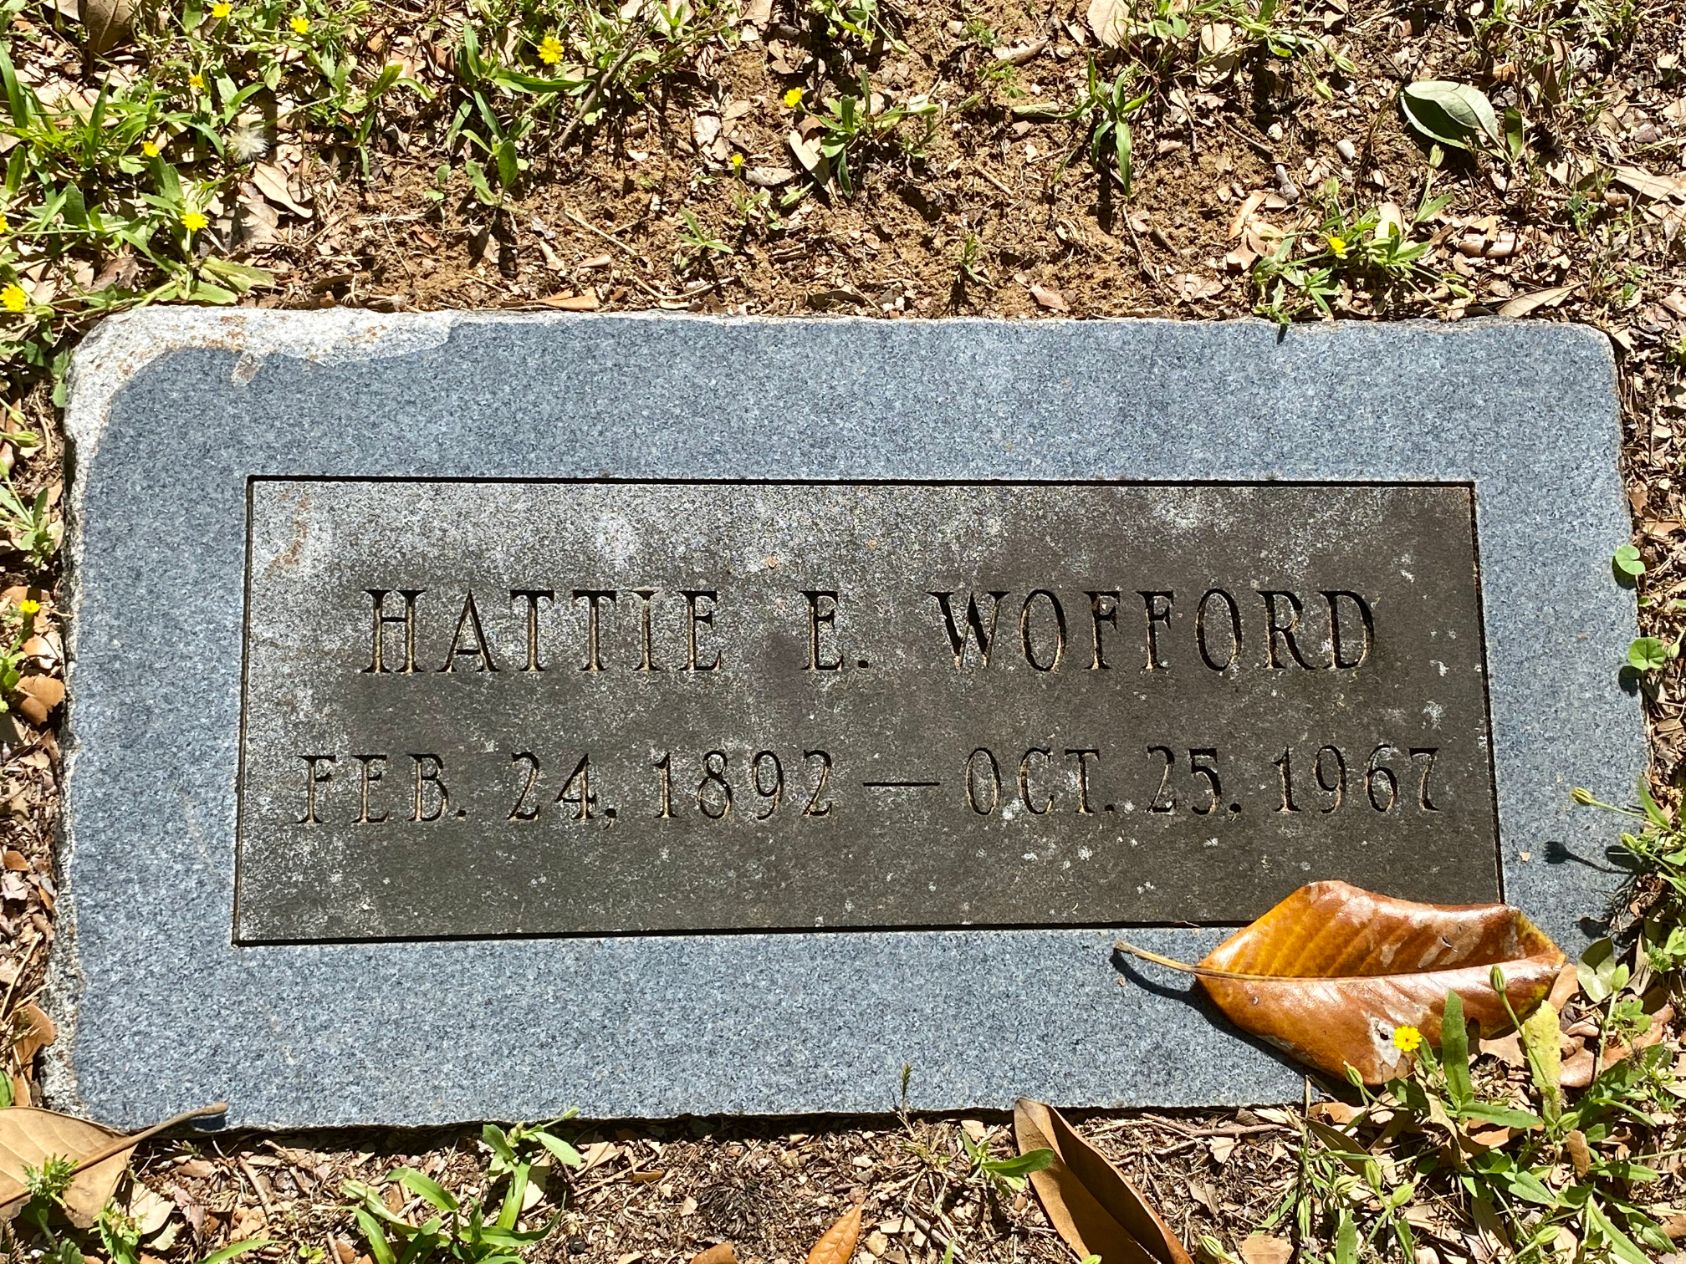 HATTIE E. WOFFORD
FEB. 24, 1892 — OCT. 25, 1967